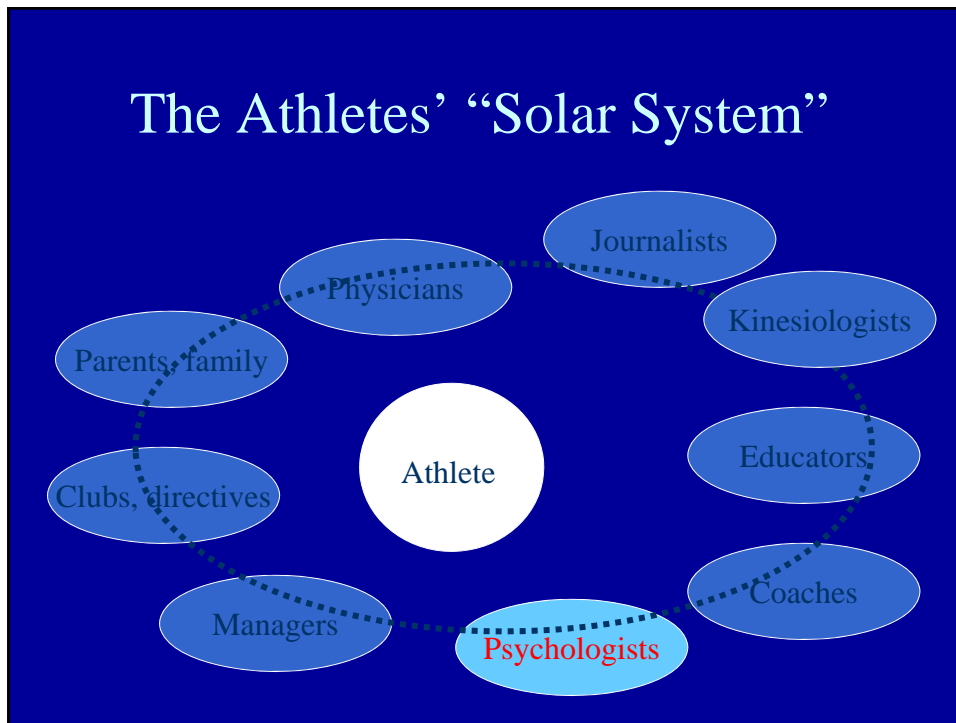 The Athletes’ “Solar System”
Journalists
Physicians
Kinesiologists
Parents, family
Educators
Athlete
Clubs, directives
Coaches
Managers
Psychologists